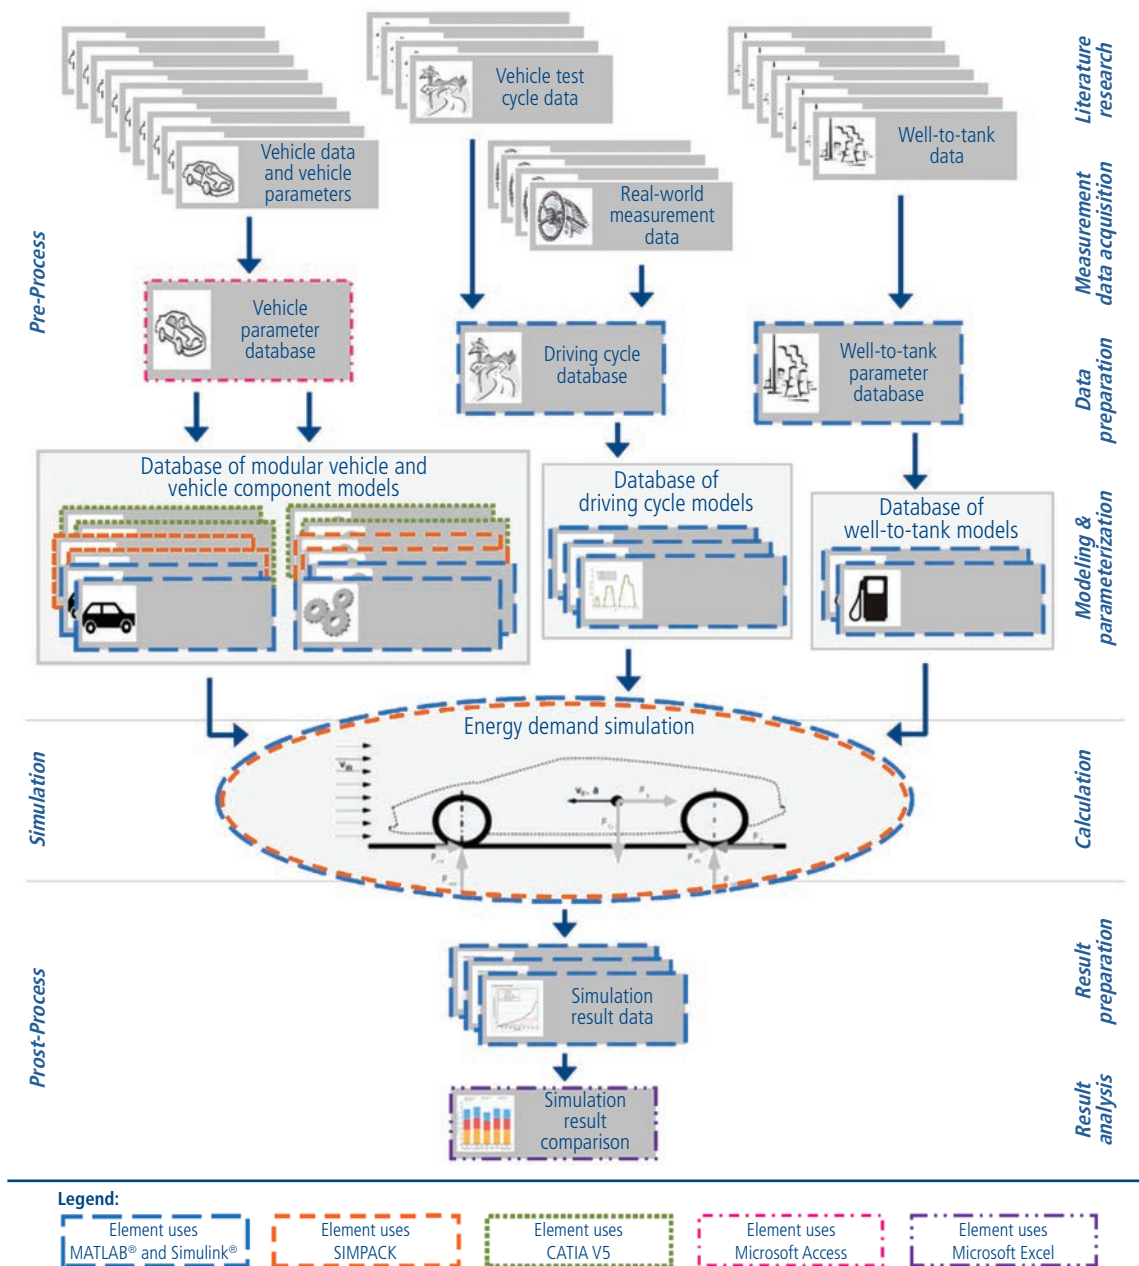 Vehicle test
cycle data
Literature
research
Well-to-tank
data
Vehicle data
and vehicle
parameters
Real-world
measurement
data
Measurement
data acquisition
Pre-Process
Vehicle
parameter
database
Driving cycle
database
Well-to-tank
parameter
database
Data
preparation
Database of modular vehicle and
vehicle component models
Database of
driving cycle models
Database of
well-to-tank models
Modeling &
parameterization
Energy demand simulation
Simulation
Calculation
Simulation
result data
Result
preparation
Prost-Process
Simulation
result
comparison
Result
analysis
Legend:
Element uses
MATLAB® and Simulink®
Element uses
SIMPACK
Element uses
CATIA V5
Element uses
Microsoft Access
Element uses
Microsoft Excel